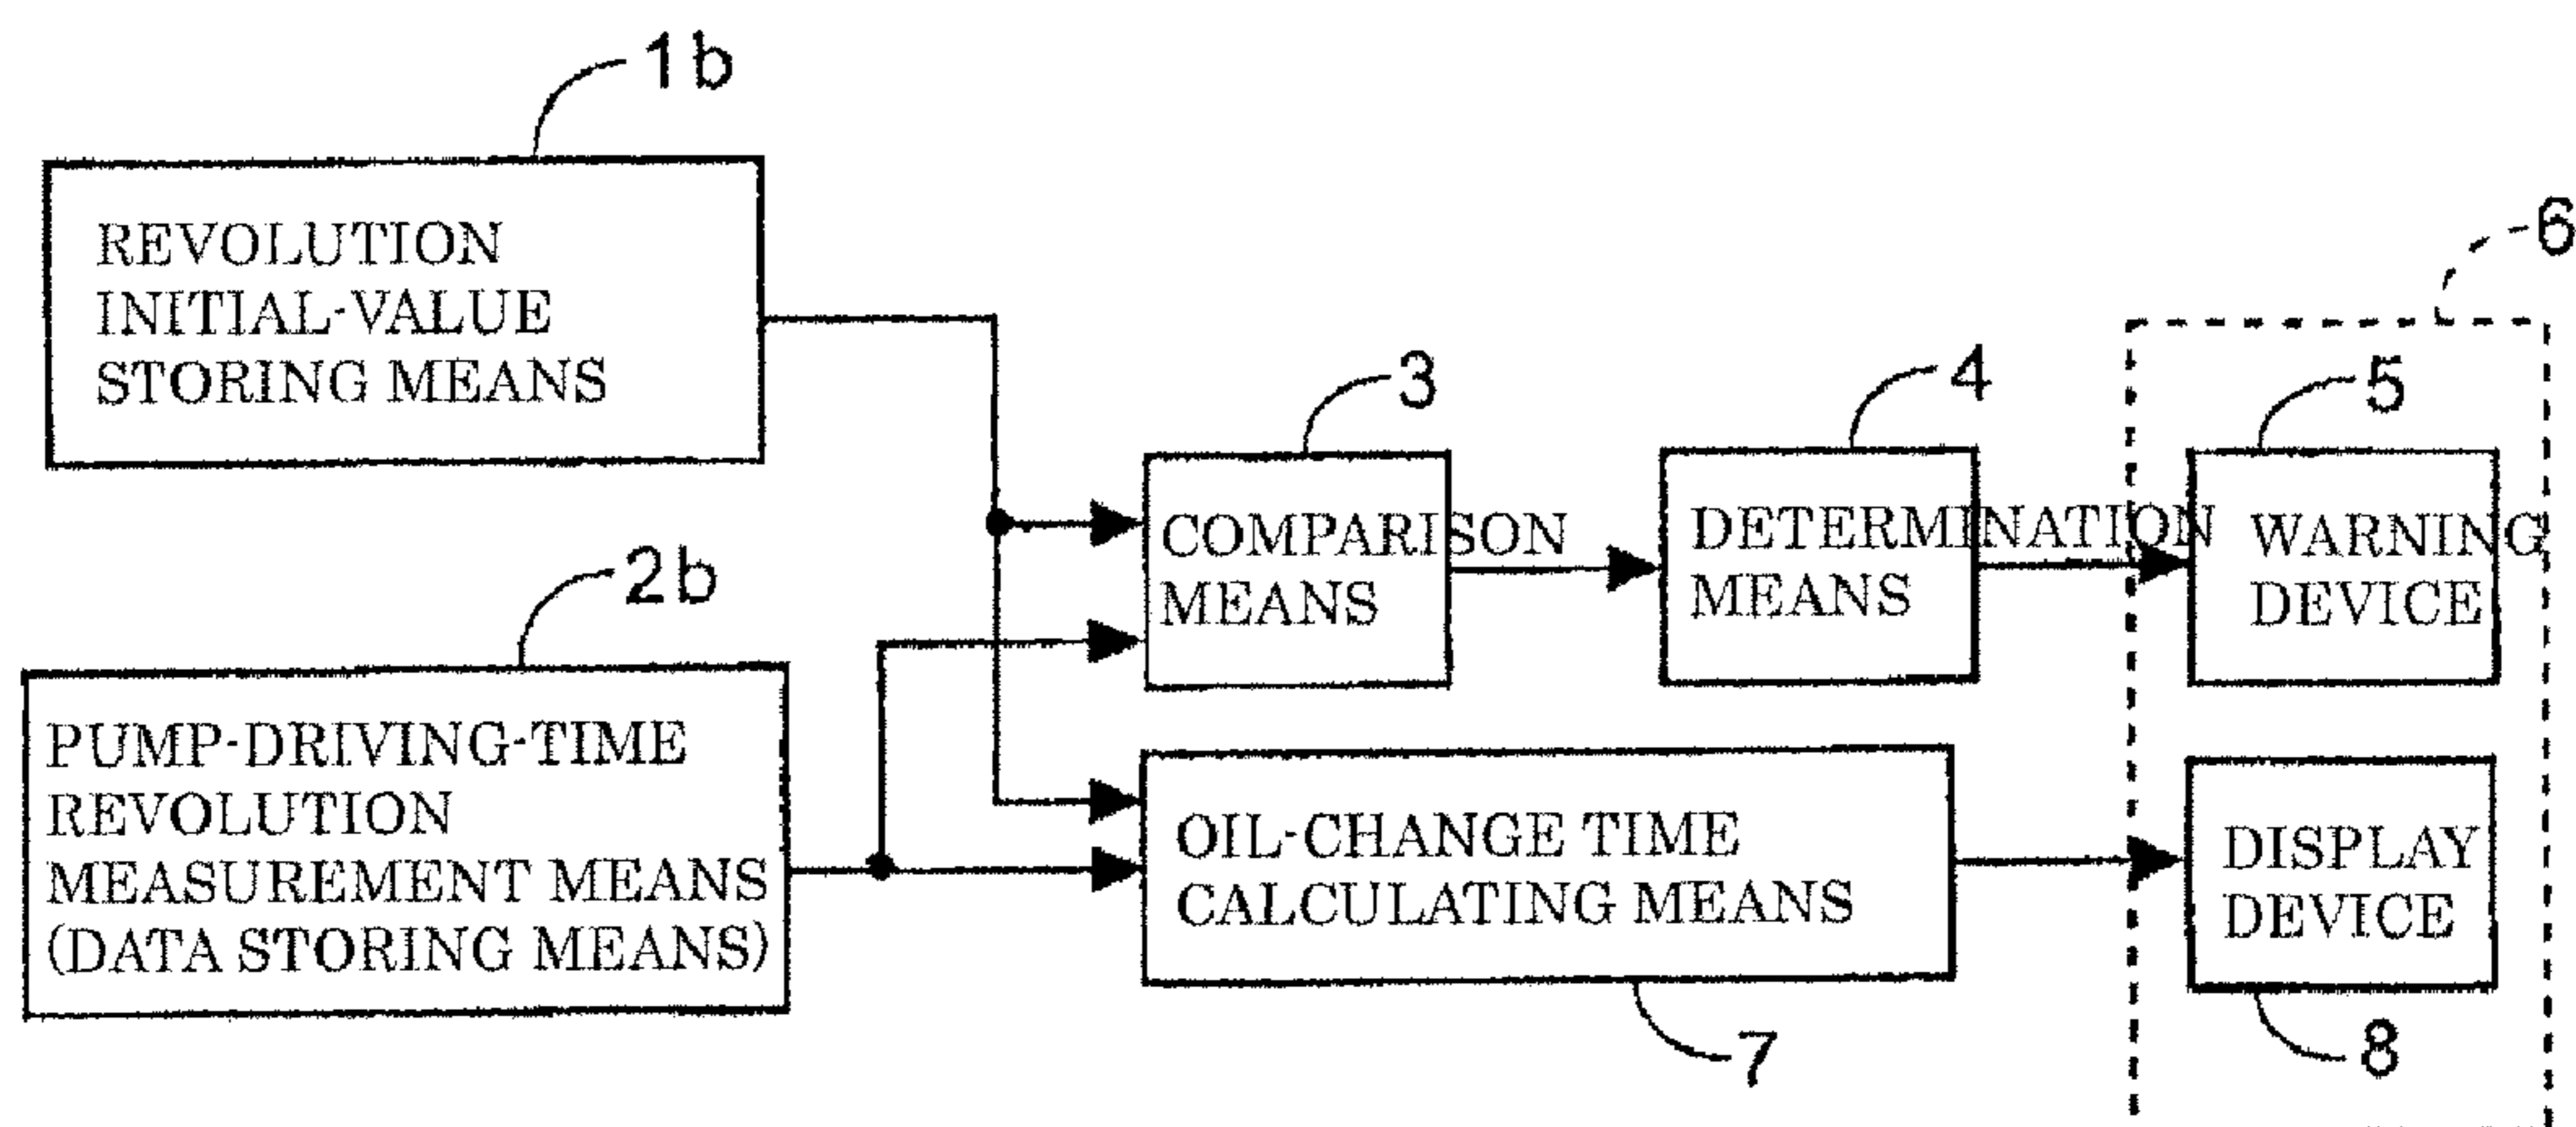 1b
REVOLUTION
INITIAL-VALUE
STORING MEANS
2b
PUMP-DRIVING-TIME
REVOLUTION
MEASUREMENT MEANS
(DATA STORING MEANS)
3
COMPARISON
MEANS
4
DETERMINATION
MEANS
6
5
WARNING
DEVICE
OIL-CHANGE TIME
CALCULATING MEANS
7
DISPLAY
DEVICE
8